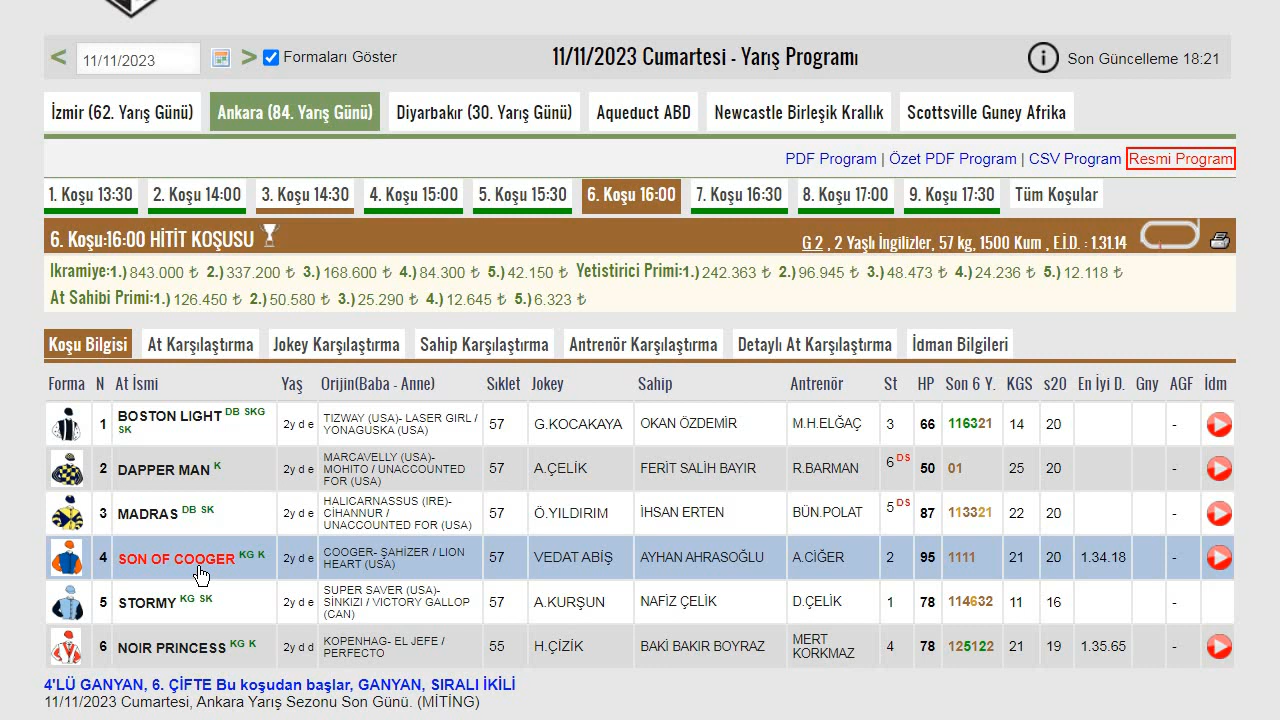 11/11/2023 Formaları Göster 11/11/2023 Cumartesi - Yarış Programı Son Güncelleme 18:21
İzmir (62. Yarış Günü) Ankara (84. Yarış Günü) Diyarbakır (30. Yarış Günü) Aqueduct ABD Newcastle Birleşik Krallık Scottsville Guney Afrika
PDF Program | Özet PDF Program | CSV Program Resmi Program
1. Koşu 13:30 2. Koşu 14:00 3. Koşu 14:30 4. Koşu 15:00 5. Koşu 15:30 6. Koşu 16:00 7. Koşu 16:30 8. Koşu 17:00 9. Koşu 17:30 Tüm Koşular
6. Koşu:16:00 HİTİT KOŞUSU G 2 , 2 Yaşlı İngilizler, 57 kg, 1500 Kum , E.İ.D. : 1.31.14
Ikramiye:1.) 843.000 ₺ 2.) 337.200 ₺ 3.) 168.600 ₺ 4.) 84.300 ₺ 5.) 42.150 ₺ Yetistirici Primi:1.) 242.363 ₺ 2.) 96.945 ₺ 3.) 48.473 ₺ 4.) 24.236 ₺ 5.) 12.118 ₺
At Sahibi Primi:1.) 126.450 ₺ 2.) 50.580 ₺ 3.) 25.290 ₺ 4.) 12.645 ₺ 5.) 6.323 ₺
Koşu Bilgisi At Karşılaştırma Jokey Karşılaştırma Sahip Karşılaştırma Antrenör Karşılaştırma Detaylı At Karşılaştırma İdman Bilgileri
Forma N At İsmi Yaş Orijin(Baba - Anne) Sıklet Jokey Sahip Antrenör St HP Son 6 Y. KGS s20 En İyi D. Gny AGF İdm
1 BOSTON LIGHT DB SKG SK 2y d e TIZWAY (USA)- LASER GIRL / YONAGUSKA (USA) 57 G.KOCAKAYA OKAN ÖZDEMİR M.H.ELĞAÇ 3 66 116321 14 20 -
2 DAPPER MAN K 2y d e MARCAVELLY (USA)- MOHITO / UNACCOUNTED FOR (USA) 57 A.ÇELİK FERİT SALİH BAYIR R.BARMAN 6 DS 50 01 25 20 -
3 MADRAS DB SK 2y d e HALICARNASSUS (IRE)- CİHANNUR / UNACCOUNTED FOR (USA) 57 Ö.YILDIRIM İHSAN ERTEN BÜN.POLAT 5 DS 87 113321 22 20 -
4 SON OF COOGER KG K 2y d e COOGER- ŞAHİZER / LION HEART (USA) 57 VEDAT ABİŞ AYHAN AHRASOĞLU A.CİĞER 2 95 1111 21 20 1.34.18 -
5 STORMY KG SK 2y d e SUPER SAVER (USA)- SİNKIZI / VICTORY GALLOP (CAN) 57 A.KURŞUN NAFİZ ÇELİK D.ÇELİK 1 78 114632 11 16 -
6 NOIR PRINCESS KG K 2y d d KOPENHAG- EL JEFE / PERFECTO 55 H.ÇİZİK BAKİ BAKIR BOYRAZ MERT KORKMAZ 4 78 125122 21 19 1.35.65 -
4'LÜ GANYAN, 6. ÇİFTE Bu koşudan başlar, GANYAN, SIRALI İKİLİ
11/11/2023 Cumartesi, Ankara Yarış Sezonu Son Günü. (MİTİNG)